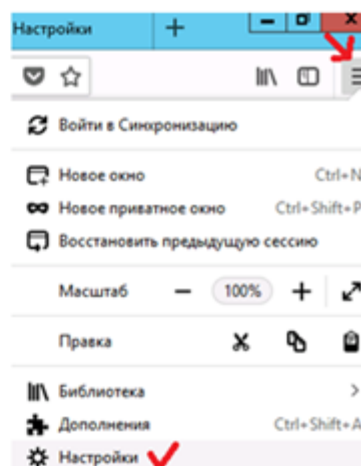 Настройки
Войти в Синхронизацию
Новое окно Ctrl+N
Новое приватное окно Ctrl+Shift+P
Восстановить предыдущую сессию
Масштаб 100%
Правка
Библиотека
Дополнения Ctrl+Shift+A
Настройки